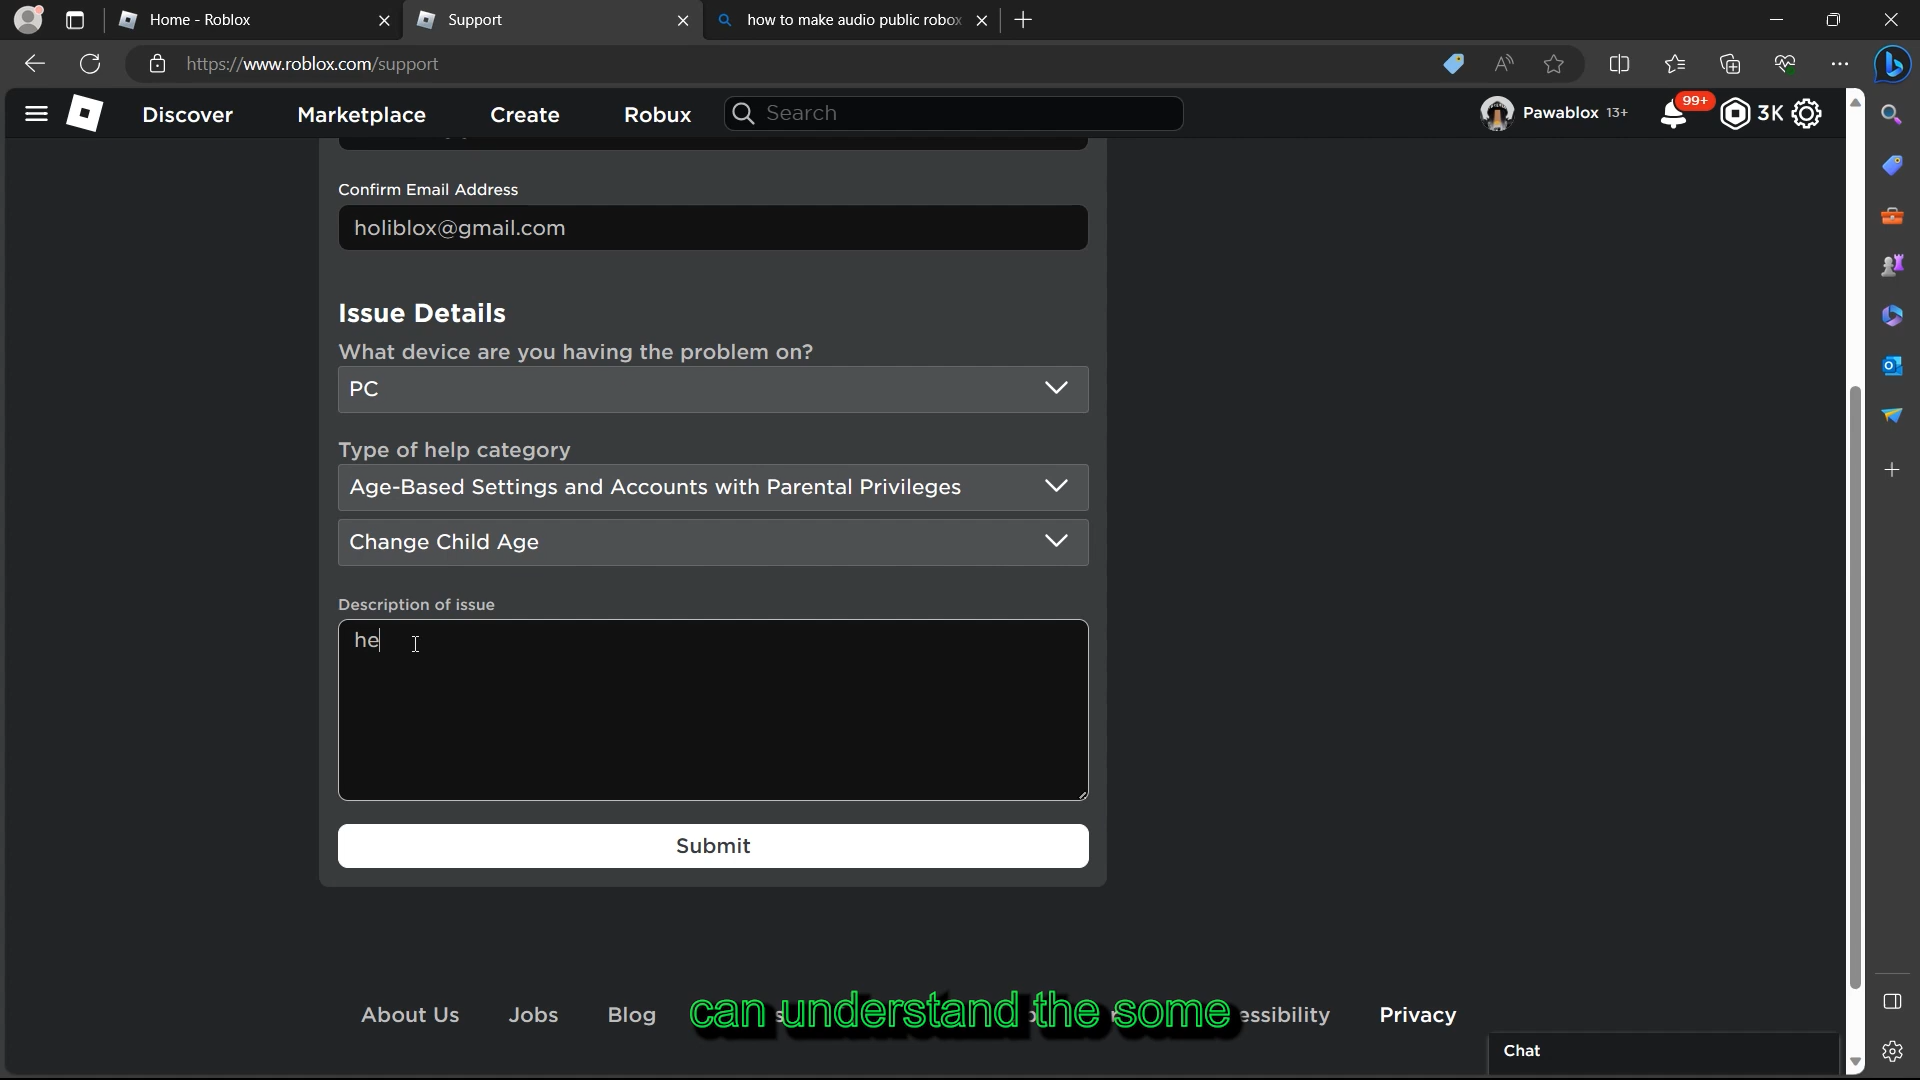 Home - Roblox
Support
how to make audio public robox
https://www.roblox.com/support
Discover
Marketplace
Create
Robux
Search
Pawablox 13+
99+
3K
Confirm Email Address
holiblox@gmail.com
Issue Details
What device are you having the problem on?
PC
Type of help category
Age-Based Settings and Accounts with Parental Privileges
Change Child Age
Description of issue
he
Submit
About Us
Jobs
Blog
can understand the some
essibility
Privacy
Chat